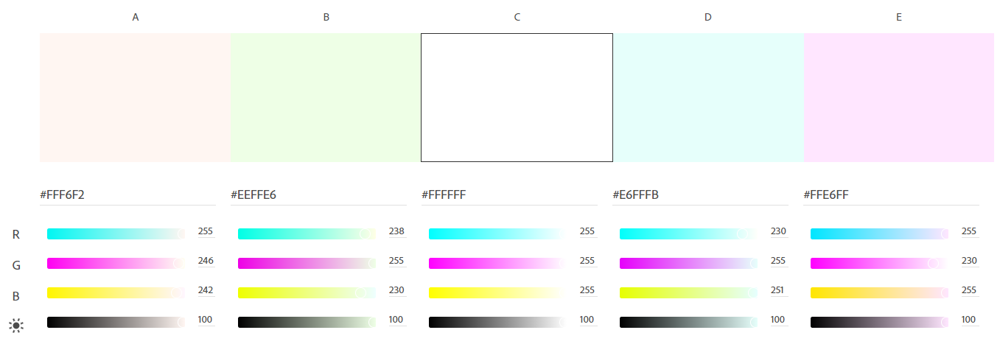 A B C D E
#FFF6F2 #EEFFE6 #FFFFFF #E6FFFB #FFE6FF
R 255 238 255 230 255
G 246 255 255 255 230
B 242 230 255 251 255
100 100 100 100 100